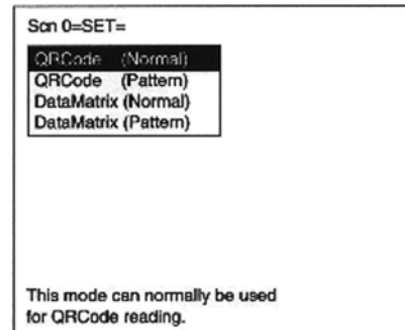 Scn 0=SET=
QRCode (Normal)
QRCode (Pattern)
DataMatrix (Normal)
DataMatrix (Pattern)
This mode can normally be used
for QRCode reading.